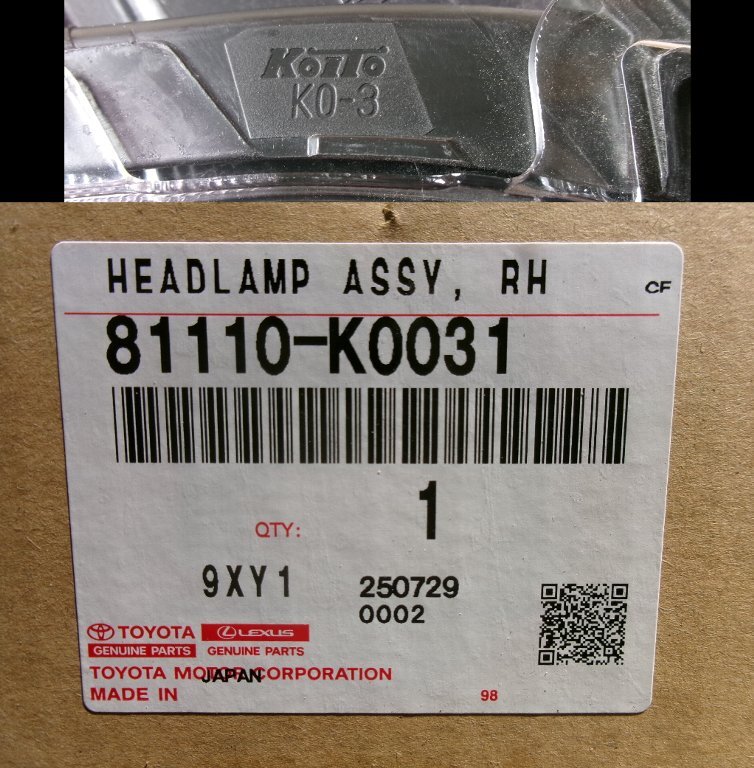 KOITO
KO-3
HEADLAMP ASSY, RH
CF
81110-K0031
1
QTY:
9XY1
250729
0002
TOYOTA
LEXUS
GENUINE PARTS
GENUINE PARTS
TOYOTA MOTOR CORPORATION
JAPAN
MADE IN
98